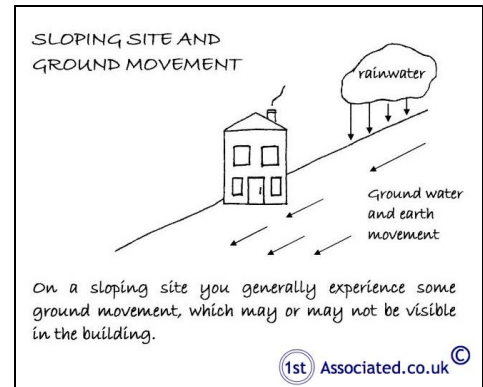 SLOPING SITE AND
GROUND MOVEMENT
rainwater
Ground water
and earth
movement
On a sloping site you generally experience some
ground movement, which may or may not be visible
in the building.
1st Associated.co.uk ©